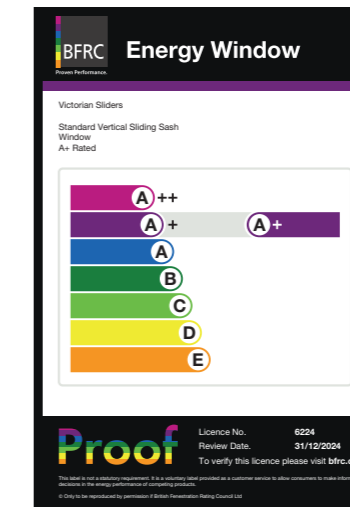 BFRC
Proven Performance.
Energy Window
Victorian Sliders
Standard Vertical Sliding Sash
Window
A+ Rated
A ++
A + A +
A
B
C
D
E
Proof
Licence No. 6224
Review Date. 31/12/2024
To verify this licence please visit bfrc.
This label is not a statutory requirement. It is a voluntary label provided as a customer service to allow consumers to make
decisions in the energy performance of competing products.
© Only to be reproduced by permission if British Fenestration Rating Council Ltd